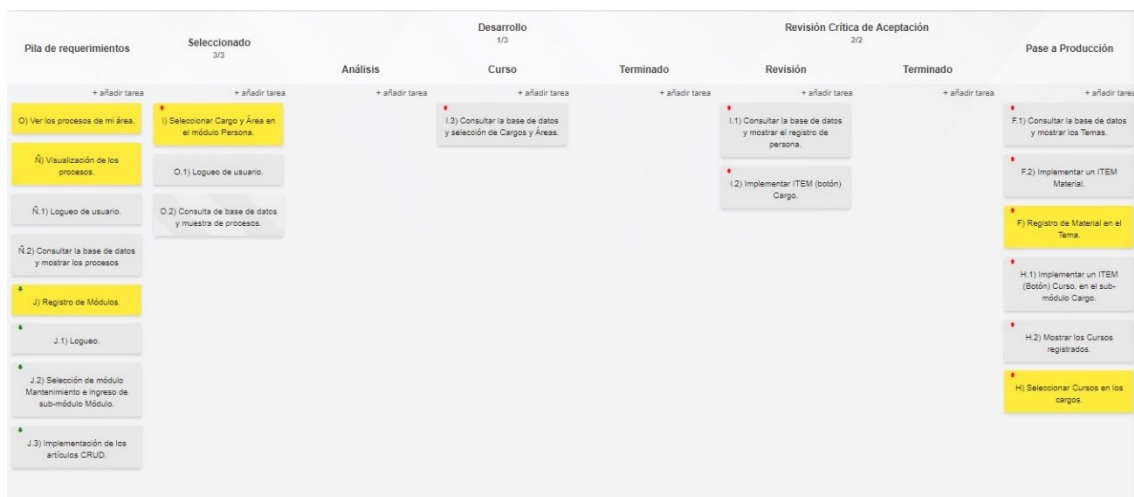 Pila de requerimientos
Seleccionado
3/3
Desarrollo
1/3
Revisión Crítica de Aceptación
2/2
Pase a Producción
Análisis
Curso
Terminado
Revisión
Terminado
+ añadir tarea
+ añadir tarea
+ añadir tarea
+ añadir tarea
+ añadir tarea
+ añadir tarea
+ añadir tarea
+ añadir tarea
O) Ver los procesos de mi área.
Ñ) Visualización de los
procesos.
Ñ.1) Logueo de usuario.
Ñ.2) Consultar la base de datos
y mostrar los procesos
J) Registro de Módulos.
J.1) Logueo.
J.2) Selección de módulo
Mantenimiento e ingreso de
sub-módulo Módulo.
J.3) Implementación de los
artículos CRUD.
I) Seleccionar Cargo y Área en
el módulo Persona.
O.1) Logueo de usuario.
O.2) Consulta de base de datos
y muestra de procesos.
I.3) Consultar la base de datos
y selección de Cargos y Áreas.
I.1) Consultar la base de datos
y mostrar el registro de
persona.
I.2) Implementar ITEM (botón)
Cargo.
F.1) Consultar la base de datos
y mostrar los Temas.
F.2) Implementar un ITEM
Material.
F) Registro de Material en el
Tema.
H.1) Implementar un ITEM
(Botón) Curso, en el sub-
módulo Cargo.
H.2) Mostrar los Cursos
registrados.
H) Seleccionar Cursos en los
cargos.